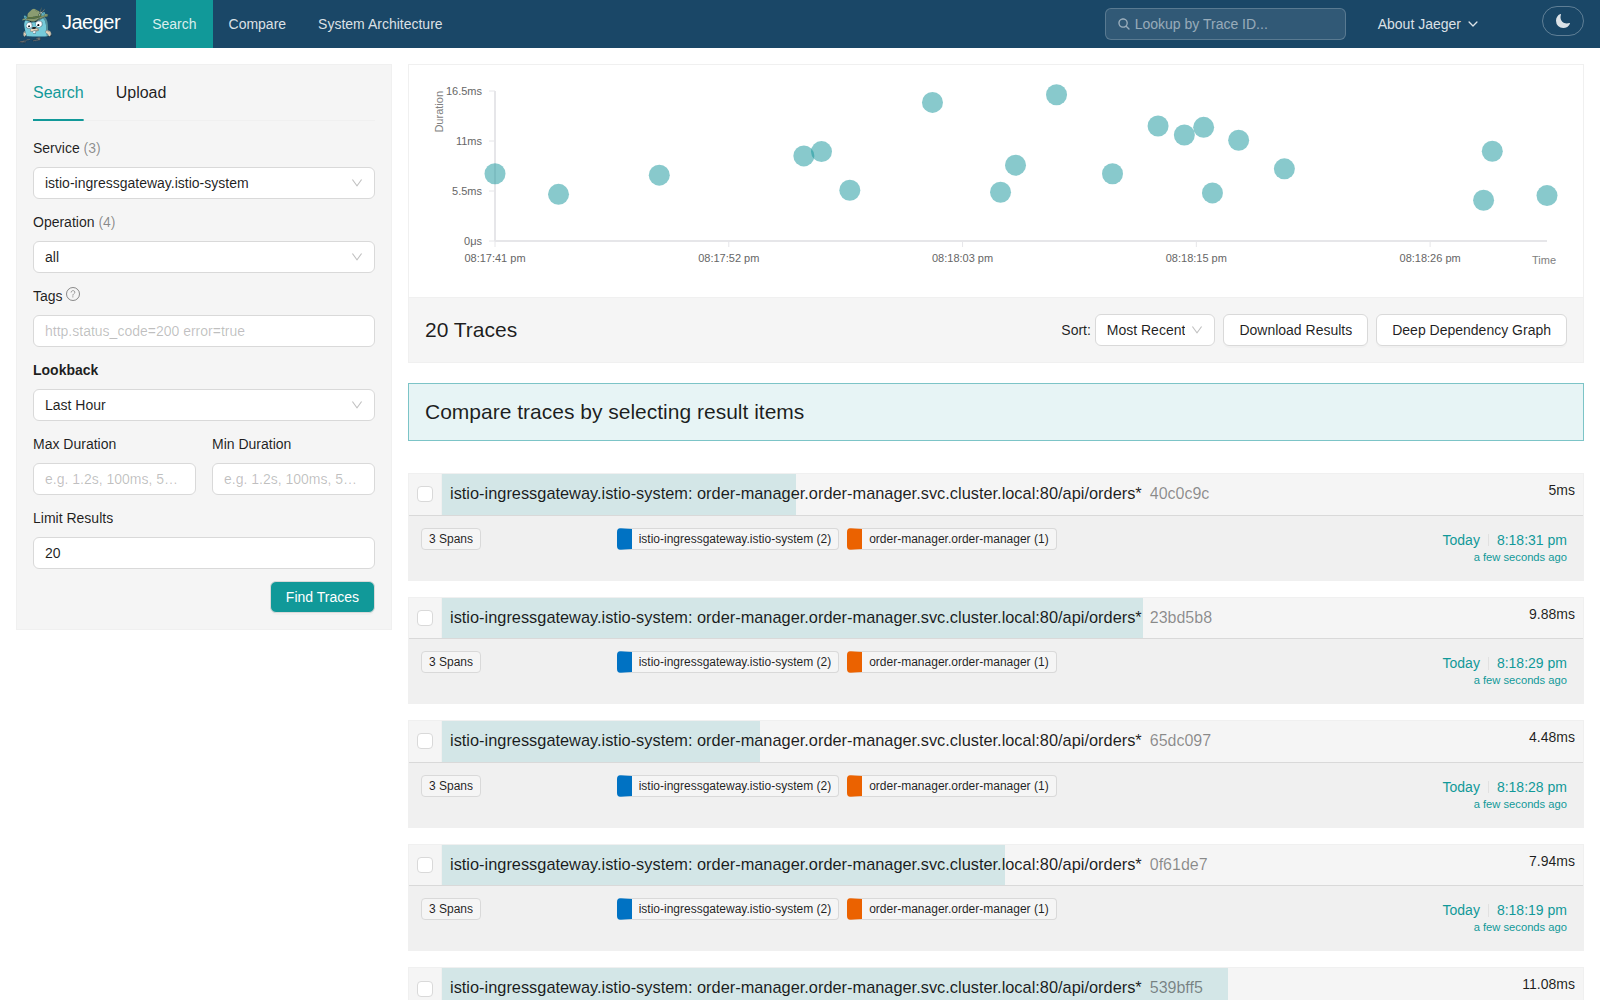 Jaeger Search Compare System Architecture Lookup by Trace ID... About Jaeger
Search Upload
Service (3)
istio-ingressgateway.istio-system
Operation (4)
all
Tags ?
http.status_code=200 error=true
Lookback
Last Hour
Max Duration Min Duration
e.g. 1.2s, 100ms, 5… e.g. 1.2s, 100ms, 5…
Limit Results
20
Find Traces
Duration
16.5ms
11ms
5.5ms
0μs
08:17:41 pm 08:17:52 pm 08:18:03 pm 08:18:15 pm 08:18:26 pm Time
20 Traces Sort: Most Recent Download Results Deep Dependency Graph
Compare traces by selecting result items
istio-ingressgateway.istio-system: order-manager.order-manager.svc.cluster.local:80/api/orders* 40c0c9c 5ms
3 Spans istio-ingressgateway.istio-system (2) order-manager.order-manager (1) Today 8:18:31 pm
a few seconds ago
istio-ingressgateway.istio-system: order-manager.order-manager.svc.cluster.local:80/api/orders* 23bd5b8 9.88ms
3 Spans istio-ingressgateway.istio-system (2) order-manager.order-manager (1) Today 8:18:29 pm
a few seconds ago
istio-ingressgateway.istio-system: order-manager.order-manager.svc.cluster.local:80/api/orders* 65dc097 4.48ms
3 Spans istio-ingressgateway.istio-system (2) order-manager.order-manager (1) Today 8:18:28 pm
a few seconds ago
istio-ingressgateway.istio-system: order-manager.order-manager.svc.cluster.local:80/api/orders* 0f61de7 7.94ms
3 Spans istio-ingressgateway.istio-system (2) order-manager.order-manager (1) Today 8:18:19 pm
a few seconds ago
istio-ingressgateway.istio-system: order-manager.order-manager.svc.cluster.local:80/api/orders* 539bff5 11.08ms